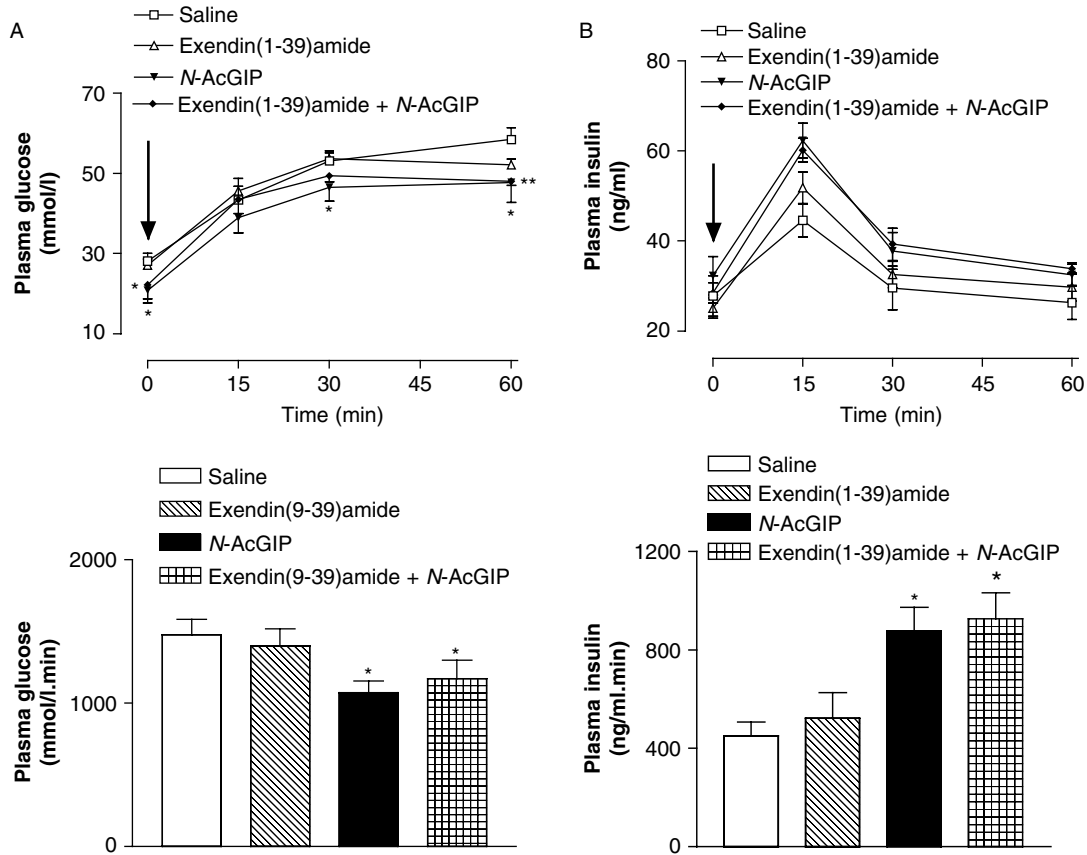 A
Saline
Exendin(1-39)amide
N-AcGIP
Exendin(1-39)amide + N-AcGIP
Plasma glucose
(mmol/l)
70
50
30
10
*
*
*
**
*
0
15
30
45
60
Time (min)
B
Saline
Exendin(1-39)amide
N-AcGIP
Exendin(1-39)amide + N-AcGIP
Plasma insulin
(ng/ml)
80
60
40
20
0
15
30
45
60
Time (min)
Saline
Exendin(9-39)amide
N-AcGIP
Exendin(9-39)amide + N-AcGIP
Plasma glucose
(mmol/l.min)
2000
1000
0
*
*
Saline
Exendin(1-39)amide
N-AcGIP
Exendin(1-39)amide + N-AcGIP
Plasma insulin
(ng/ml.min)
1200
800
400
0
*
*